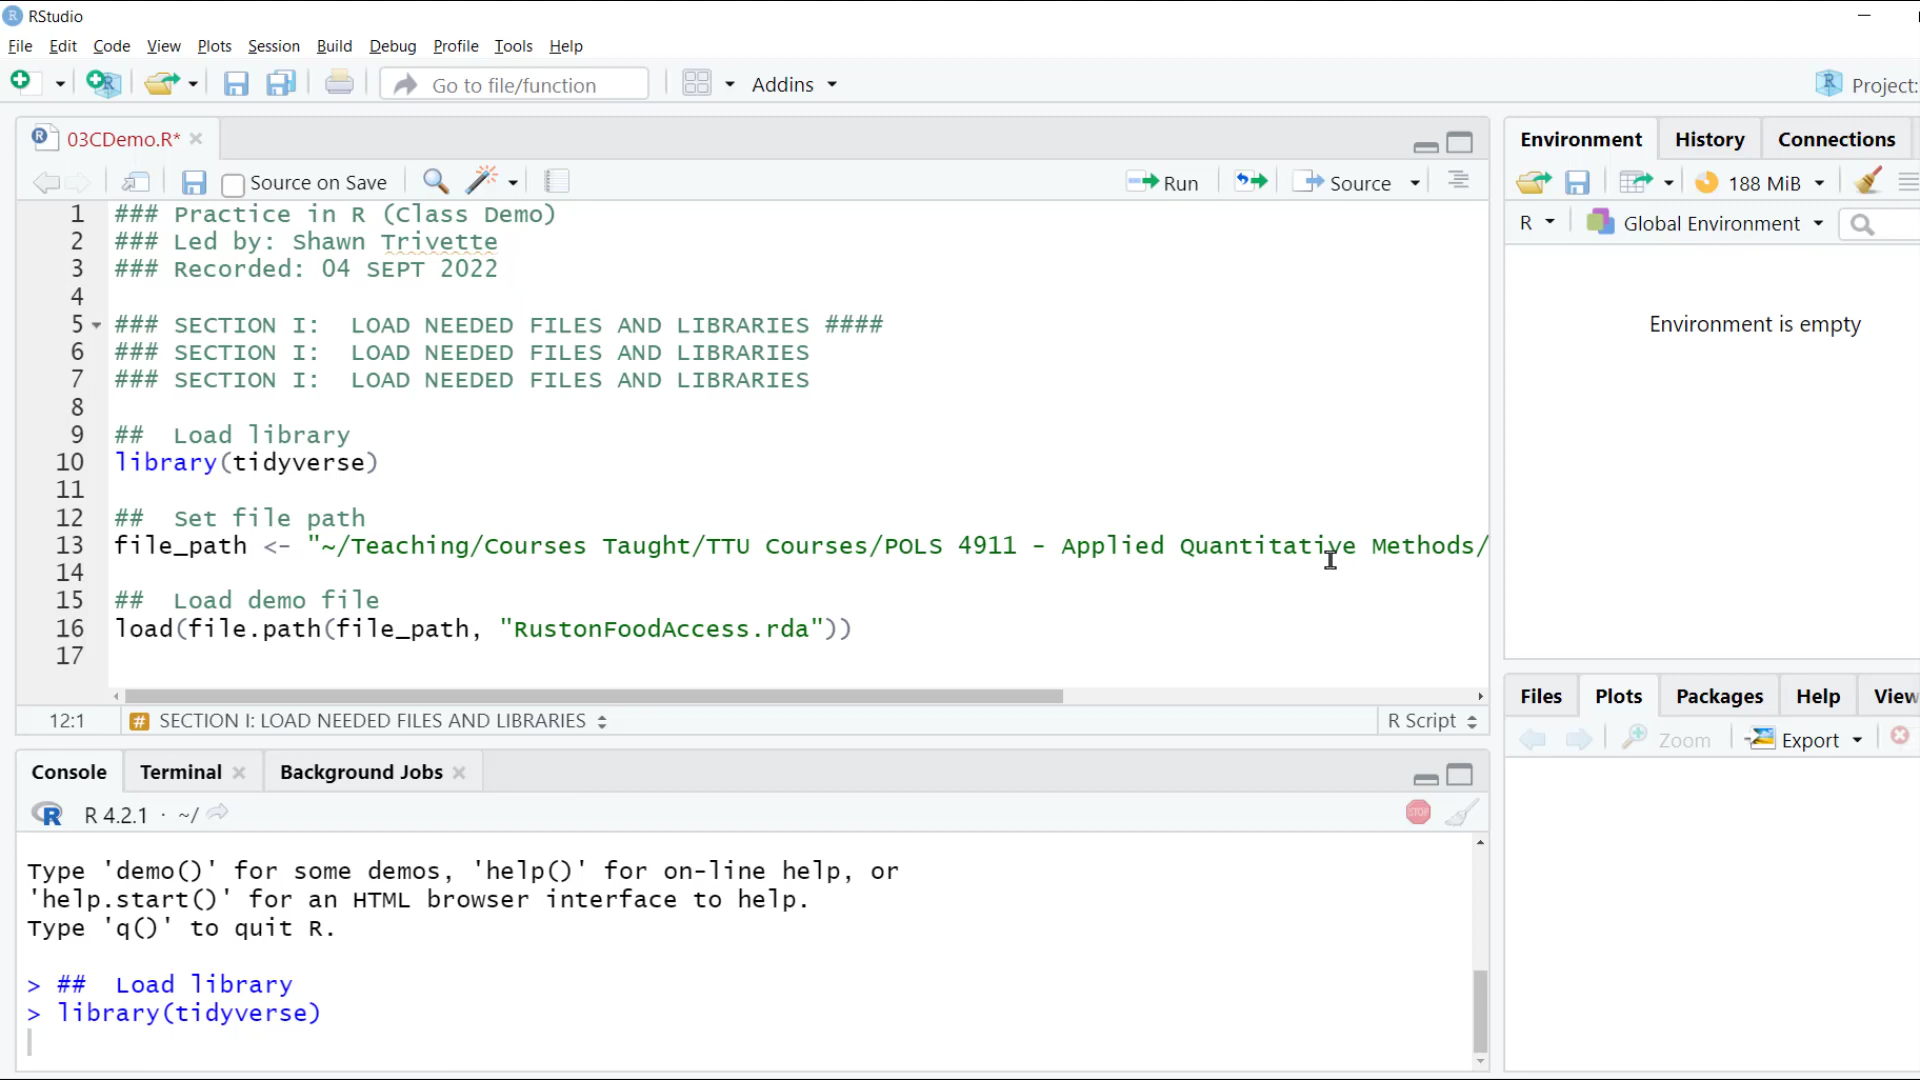 RStudio
File Edit Code View Plots Session Build Debug Profile Tools Help
Go to file/function Addins Project:
03CDemo.R*
Source on Save Run Source
1 ### Practice in R (Class Demo)
2 ### Led by: Shawn Trivette
3 ### Recorded: 04 SEPT 2022
4
5 ### SECTION I:  LOAD NEEDED FILES AND LIBRARIES ####
6 ### SECTION I:  LOAD NEEDED FILES AND LIBRARIES
7 ### SECTION I:  LOAD NEEDED FILES AND LIBRARIES
8
9 ##  Load library
10 library(tidyverse)
11
12 ##  Set file path
13 file_path <- "~/Teaching/Courses Taught/TTU Courses/POLS 4911 - Applied Quantitative Methods/
14
15 ##  Load demo file
16 load(file.path(file_path, "RustonFoodAccess.rda"))
17
12:1 # SECTION I: LOAD NEEDED FILES AND LIBRARIES R Script
Console Terminal Background Jobs
R 4.2.1 · ~/
STOP
Type 'demo()' for some demos, 'help()' for on-line help, or
'help.start()' for an HTML browser interface to help.
Type 'q()' to quit R.
> ##  Load library
> library(tidyverse)
Environment History Connections
188 MiB
R Global Environment
Environment is empty
Files Plots Packages Help View
Zoom Export